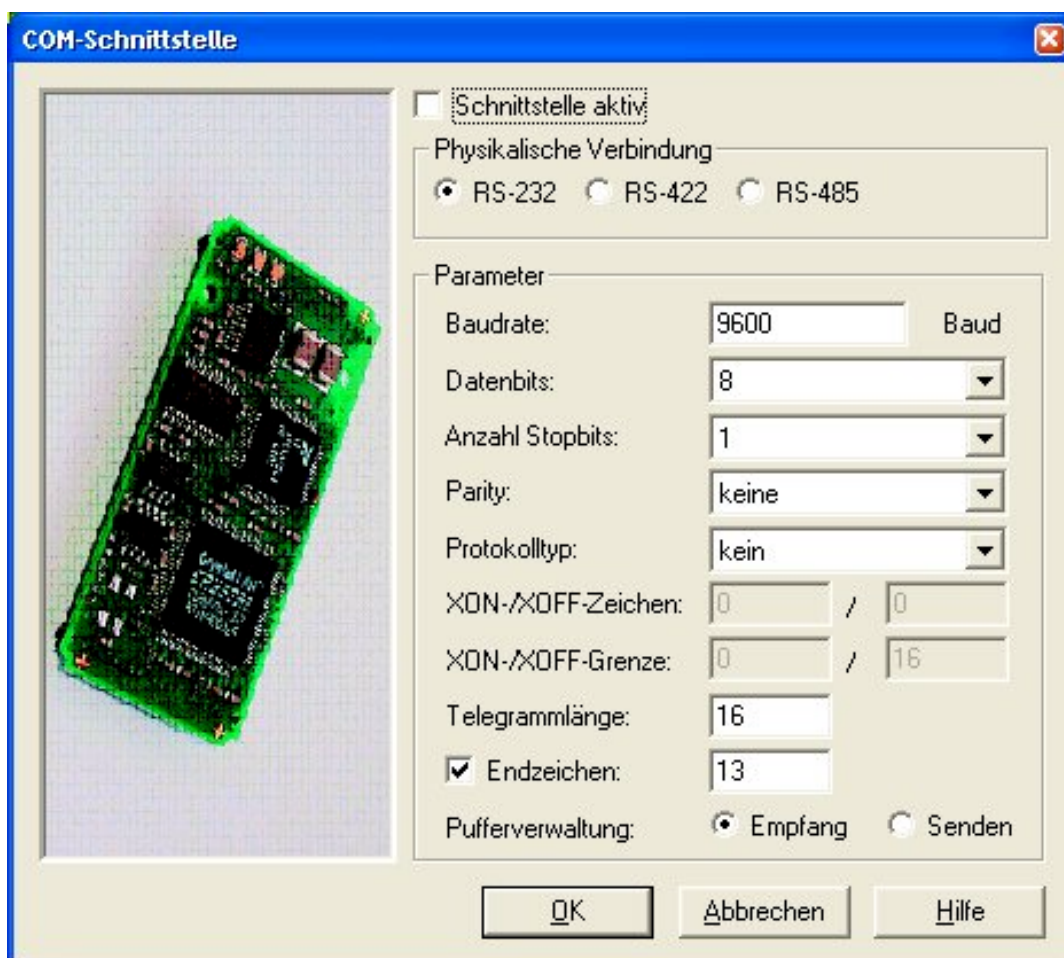 COM-Schnittstelle
Schnittstelle aktiv
Physikalische Verbindung
RS-232 RS-422 RS-485
Parameter
Baudrate: 9600 Baud
Datenbits: 8
Anzahl Stopbits: 1
Parity: keine
Protokolltyp: kein
XON-/XOFF-Zeichen: 0 / 0
XON-/XOFF-Grenze: 0 / 16
Telegrammlänge: 16
Endzeichen: 13
Pufferverwaltung: Empfang Senden
OK Abbrechen Hilfe